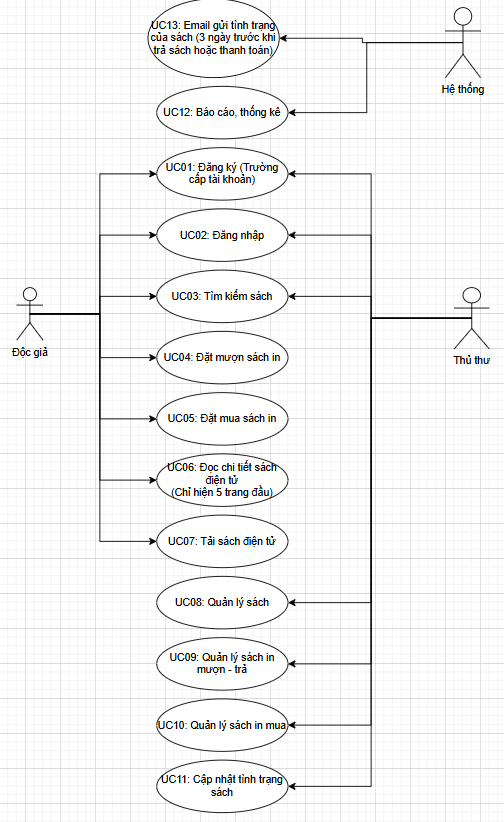 UC13: Email gửi tình trạng
của sách (3 ngày trước khi
trả sách hoặc thanh toán)
Hệ thống
UC12: Báo cáo, thống kê
UC01: Đăng ký (Trường
cấp tài khoản)
UC02: Đăng nhập
UC03: Tìm kiếm sách
Độc giả
Thủ thư
UC04: Đặt mượn sách in
UC05: Đặt mua sách in
UC06: Đọc chi tiết sách
điện tử
(Chỉ hiện 5 trang đầu)
UC07: Tải sách điện tử
UC08: Quản lý sách
UC09: Quản lý sách in
mượn - trả
UC10: Quản lý sách in mua
UC11: Cập nhật tình trạng
sách